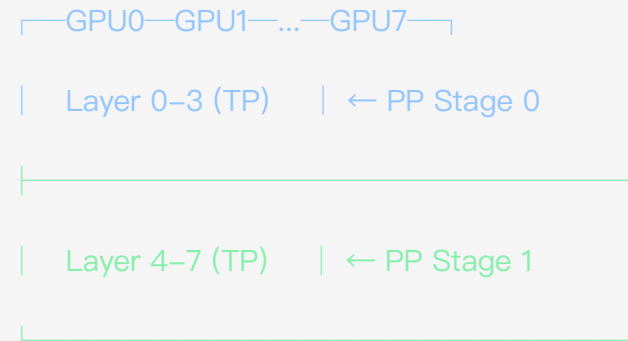 ┌──GPU0─GPU1─...─GPU7──┐
│ Layer 0–3 (TP) │ ← PP Stage 0
├──────────────────────
│ Layer 4–7 (TP) │ ← PP Stage 1
└──────────────────────